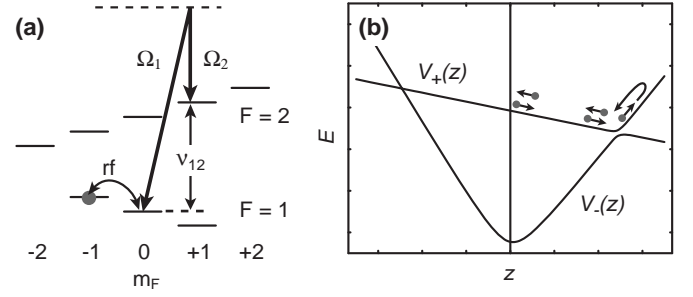 (a)
Ω1
Ω2
F = 2
ν12
rf
F = 1
-2 -1 0 +1 +2
mF
(b)
V+(z)
E
V-(z)
z